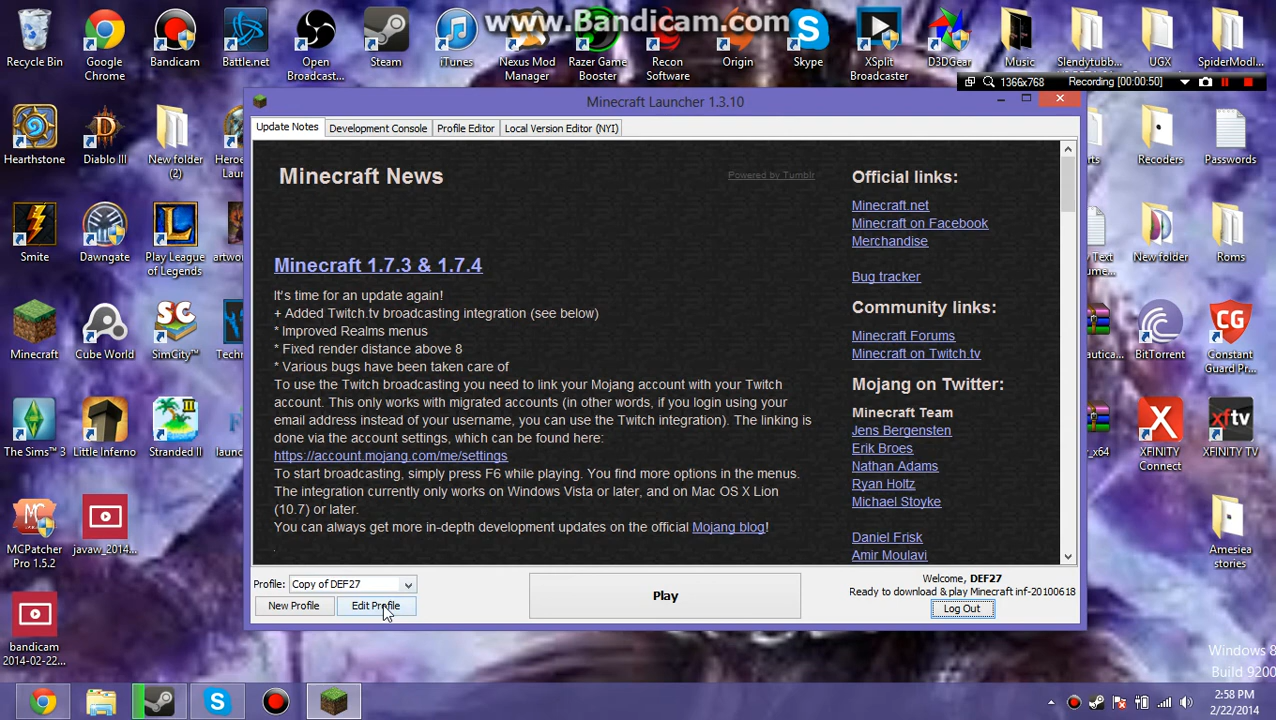 www.Bandicam.com
Recycle Bin
Google Chrome
Bandicam
Battle.net
Open Broadcast...
Steam
iTunes
Nexus Mod Manager
Razer Game Booster
Recon Software
Origin
Skype
XSplit Broadcaster
D3DGear
Music
Slendytubb...
UGX
SpiderModl...
1366x768
Recording [00:00:50]
Minecraft Launcher 1.3.10
Update Notes
Development Console
Profile Editor
Local Version Editor (NYI)
Hearthstone
Diablo III
New folder (2)
Recoders
Passwords
Minecraft News
Powered by Tumblr
Official links:
Minecraft.net
Minecraft on Facebook
Merchandise
Bug tracker
Smite
Dawngate
Play League of Legends
New folder
Roms
Minecraft 1.7.3 & 1.7.4
It's time for an update again!
+ Added Twitch.tv broadcasting integration (see below)
* Improved Realms menus
* Fixed render distance above 8
* Various bugs have been taken care of
To use the Twitch broadcasting you need to link your Mojang account with your Twitch
account. This only works with migrated accounts (in other words, if you login using your
email address instead of your username, you can use the Twitch integration). The linking is
done via the account settings, which can be found here:
https://account.mojang.com/me/settings
To start broadcasting, simply press F6 while playing. You find more options in the menus.
The integration currently only works on Windows Vista or later, and on Mac OS X Lion
(10.7) or later.
You can always get more in-depth development updates on the official Mojang blog!
Community links:
Minecraft Forums
Minecraft on Twitch.tv
Mojang on Twitter:
Minecraft Team
Jens Bergensten
Erik Broes
Nathan Adams
Ryan Holtz
Michael Stoyke
Daniel Frisk
Amir Moulavi
Minecraft
Cube World
SC
SimCity™
BitTorrent
CG
Constant Guard Pr...
The Sims™ 3
Little Inferno
Stranded II
XFINITY Connect
xftv
XFINITY TV
MC
MCPatcher Pro 1.5.2
javaw_2014...
Amesiea stories
bandicam 2014-02-22...
Profile:
Copy of DEF27
New Profile
Edit Profile
Play
Welcome, DEF27
Ready to download & play Minecraft inf-20100618
Log Out
Windows 8
Build 9200
2:58 PM
2/22/2014